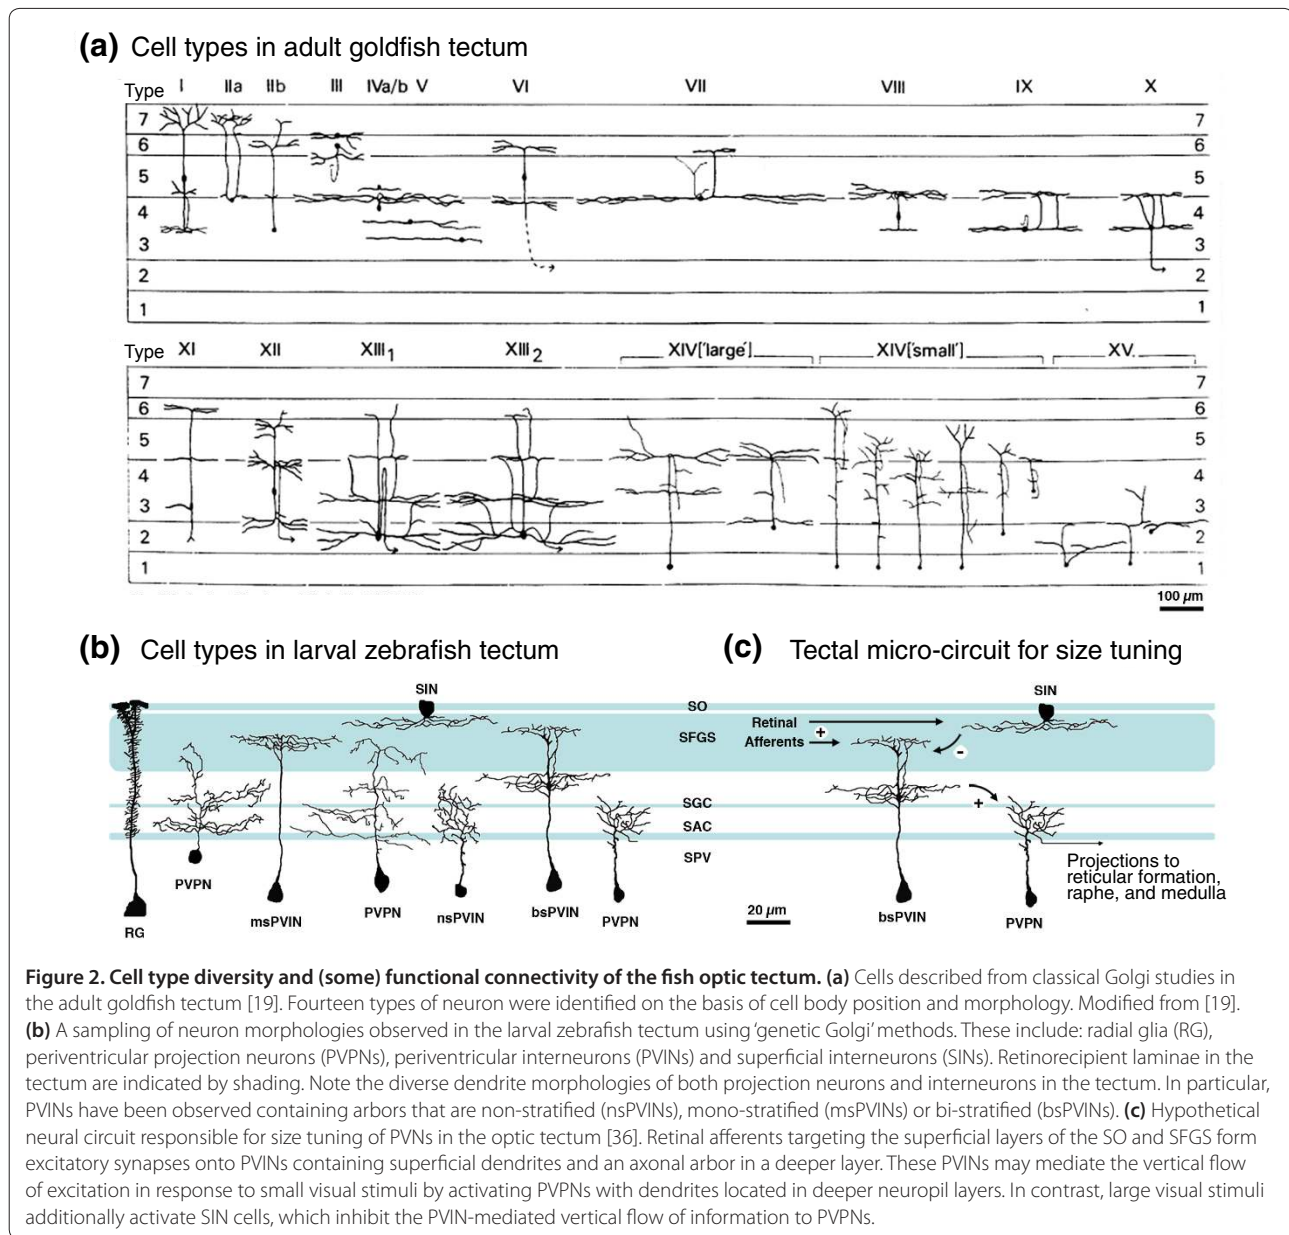 (a) Cell types in adult goldfish tectum
Type I IIa IIb III IVa/b V VI VII VIII IX X
7 7
6 6
5 5
4 4
3 3
2 2
1 1
Type XI XII XIII1 XIII2 XIV['large'] XIV['small'] XV.
7 7
6 6
5 5
4 4
3 3
2 2
1 1
100 µm
(b) Cell types in larval zebrafish tectum
SIN
SO
SFGS
SGC
SAC
SPV
RG
PVPN
msPVIN
PVPN
nsPVIN
bsPVIN
PVPN
20 µm
(c) Tectal micro-circuit for size tuning
SIN
Retinal
Afferents
+
-
+
bsPVIN
PVPN
Projections to
reticular formation,
raphe, and medulla
Figure 2. Cell type diversity and (some) functional connectivity of the fish optic tectum. (a) Cells described from classical Golgi studies in
the adult goldfish tectum [19]. Fourteen types of neuron were identified on the basis of cell body position and morphology. Modified from [19].
(b) A sampling of neuron morphologies observed in the larval zebrafish tectum using 'genetic Golgi' methods. These include: radial glia (RG),
periventricular projection neurons (PVPNs), periventricular interneurons (PVINs) and superficial interneurons (SINs). Retinorecipient laminae in the
tectum are indicated by shading. Note the diverse dendrite morphologies of both projection neurons and interneurons in the tectum. In particular,
PVINs have been observed containing arbors that are non-stratified (nsPVINs), mono-stratified (msPVINs) or bi-stratified (bsPVINs). (c) Hypothetical
neural circuit responsible for size tuning of PVNs in the optic tectum [36]. Retinal afferents targeting the superficial layers of the SO and SFGS form
excitatory synapses onto PVINs containing superficial dendrites and an axonal arbor in a deeper layer. These PVINs may mediate the vertical flow
of excitation in response to small visual stimuli by activating PVPNs with dendrites located in deeper neuropil layers. In contrast, large visual stimuli
additionally activate SIN cells, which inhibit the PVIN-mediated vertical flow of information to PVPNs.